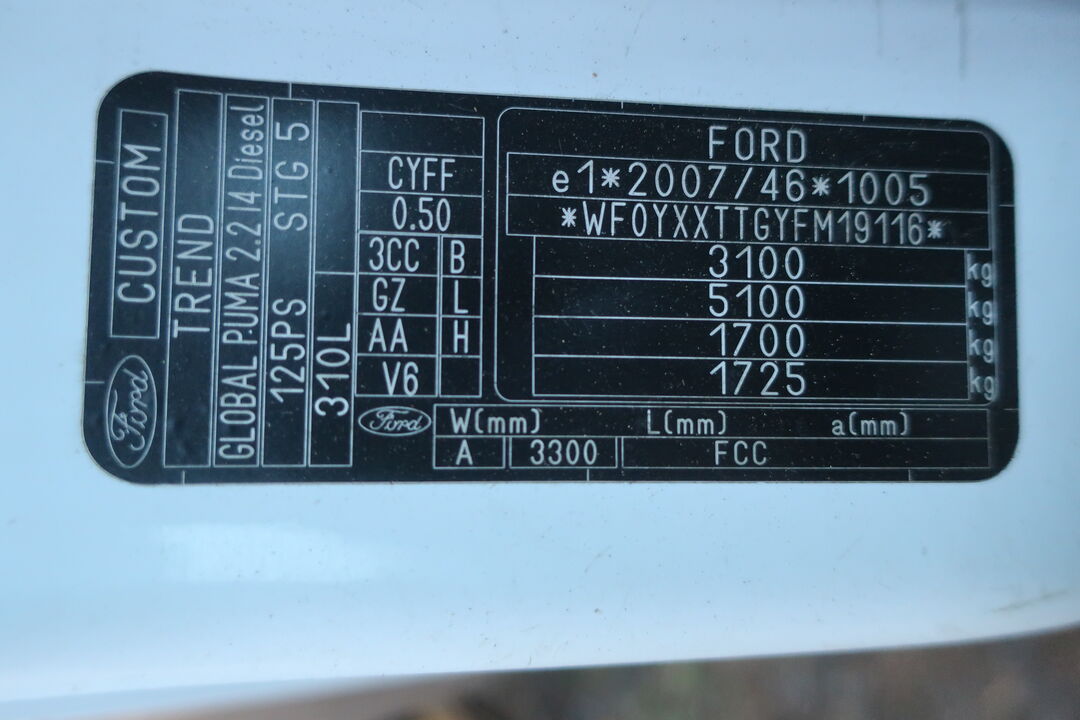 Ford CUSTOM
TREND
GLOBAL PUMA 2.2 I4 Diesel
125PS STG 5
310L
CYFF
0.50
3CC B
GZ L
AA H
V6
FORD
e1*2007/46*1005
*WF0YXXTTGYFM19116*
3100 kg
5100 kg
1700 kg
1725 kg
Ford W(mm) L(mm) a(mm)
A 3300 FCC